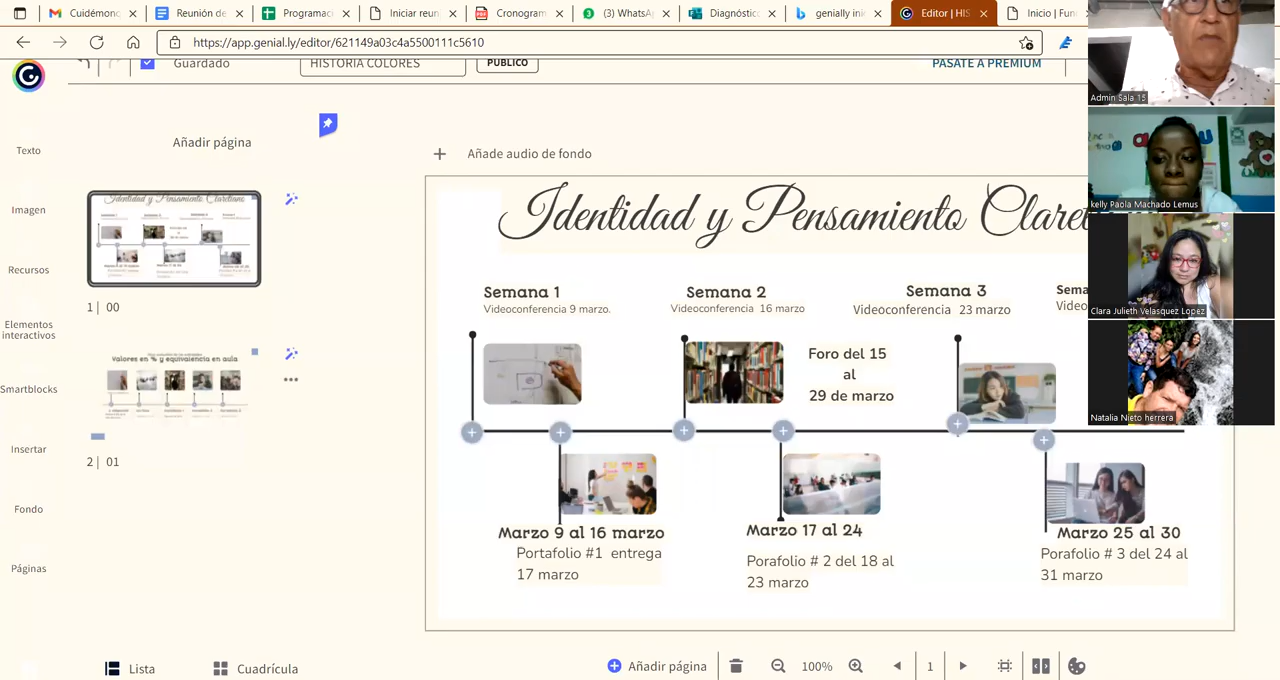 Cuidémonc
Reunión de
Programaci
Iniciar reun
Cronogram
(3) WhatsA
Diagnóstic
genially ini
Editor | HIS
Inicio | Fun
https://app.genial.ly/editor/621149a03c4a5500111c5610
Guardado
HISTORIA COLORES
PÚBLICO
PÁSATE A PREMIUM
Texto
Imagen
Recursos
Elementos
interactivos
Smartblocks
Insertar
Fondo
Páginas
Añadir página
1 | 00
Valores en % y equivalencia en aula
2 | 01
Lista
Cuadrícula
Añade audio de fondo
Identidad y Pensamiento Claret
Semana 1
Videoconferencia 9 marzo.
Semana 2
Videoconferencia 16 marzo
Semana 3
Videoconferencia 23 marzo
Sema
Video
Foro del 15
al
29 de marzo
Marzo 9 al 16 marzo
Portafolio #1 entrega
17 marzo
Marzo 17 al 24
Porafolio # 2 del 18 al
23 marzo
Marzo 25 al 30
Porafolio # 3 del 24 al
31 marzo
Añadir página
100%
1
Admin Sala 15
kelly Paola Machado Lemus
Clara Julieth Velasquez Lopez
Natalia Nieto herrera